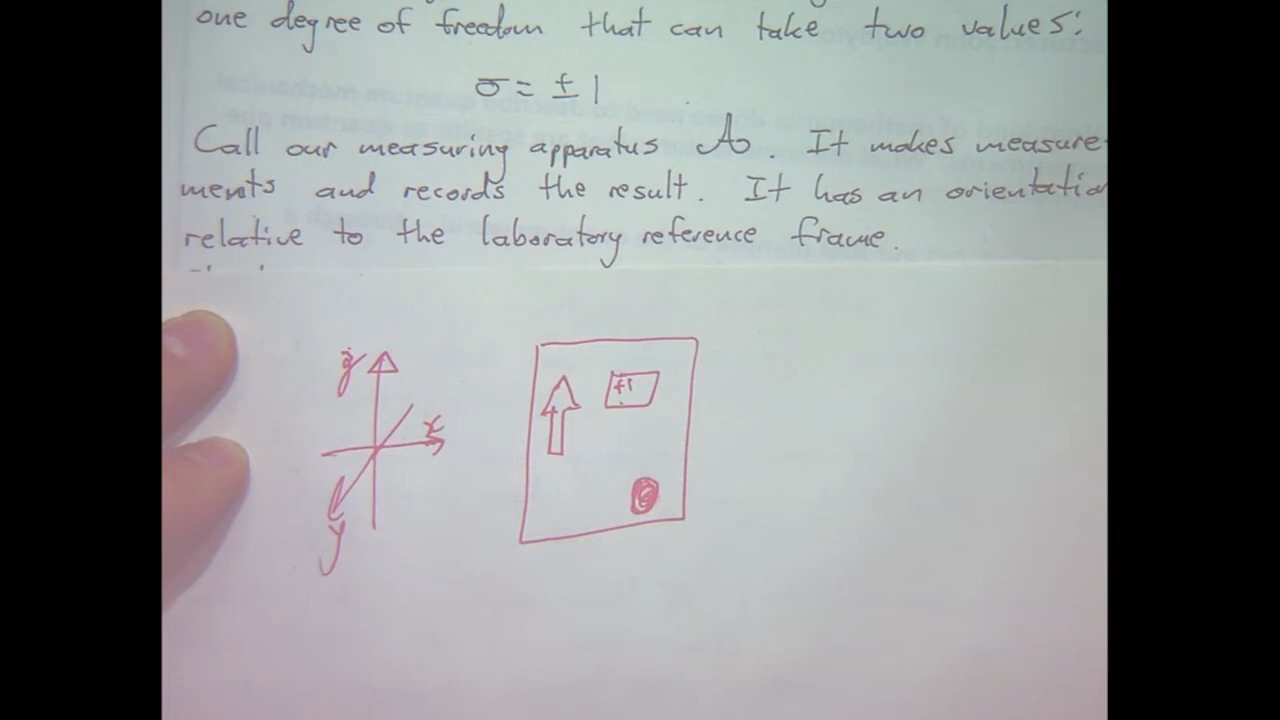 one degree of freedom that can take two values:
σ = ± 1
Call our measuring apparatus A. It makes measure-
ments and records the result. It has an orientation
relative to the laboratory reference frame.
z
x
y
+1